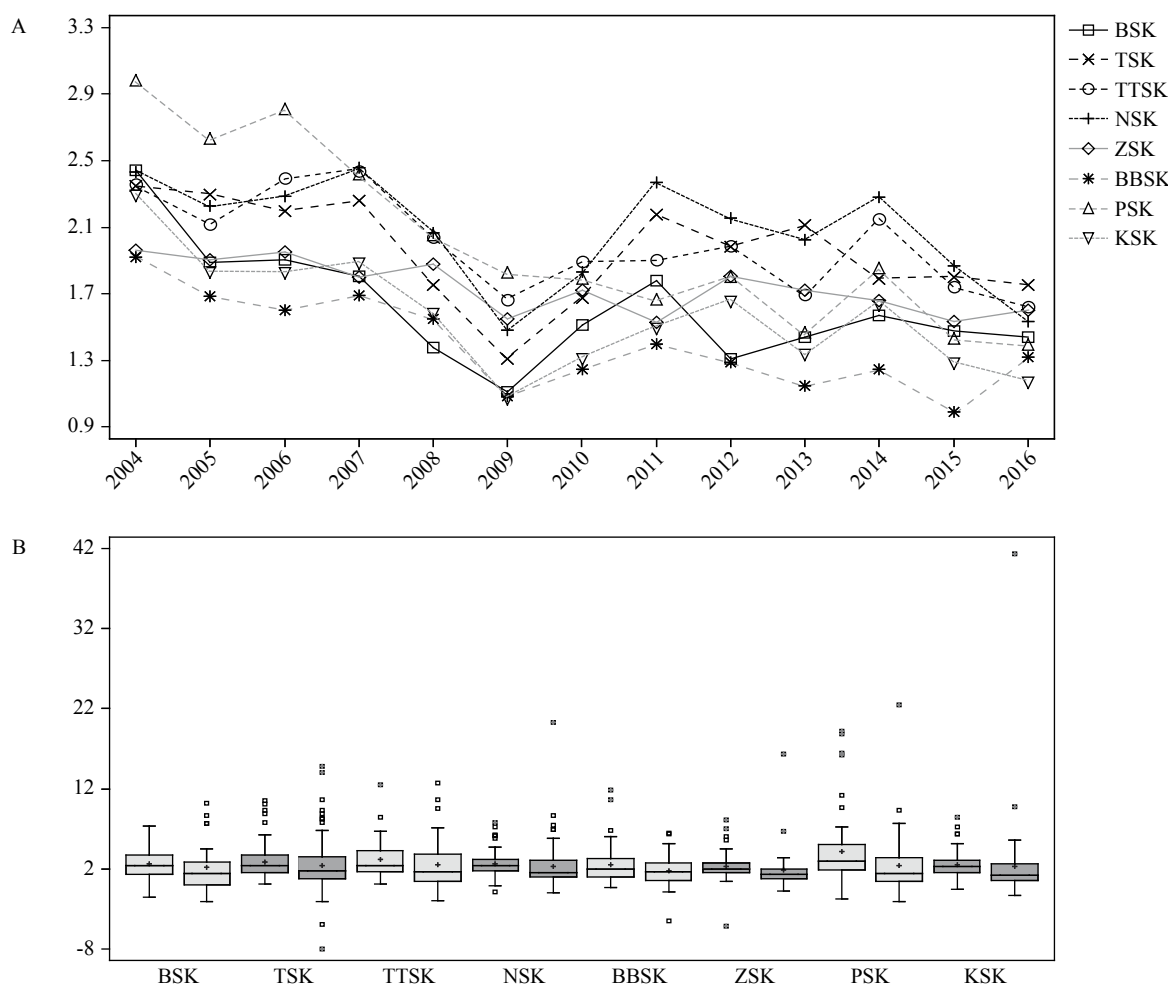 A
3.3
2.9
2.5
2.1
1.7
1.3
0.9
2004 2005 2006 2007 2008 2009 2010 2011 2012 2013 2014 2015 2016
BSK
TSK
TTSK
NSK
ZSK
BBSK
PSK
KSK
B
42
32
22
12
2
-8
BSK TSK TTSK NSK BBSK ZSK PSK KSK